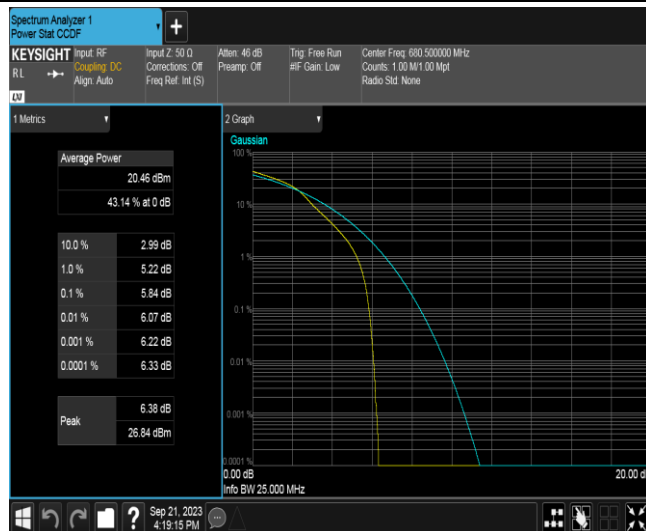 Spectrum Analyzer 1
Power Stat CCDF
+
KEYSIGHT
RL
Input: RF
Coupling: DC
Align: Auto
Input Z: 50 Ω
Corrections: Off
Freq Ref: Int (S)
Atten: 46 dB
Preamp: Off
Trig: Free Run
#IF Gain: Low
Center Freq: 680.500000 MHz
Counts: 1.00 M/1.00 Mpt
Radio Std: None
1 Metrics
Average Power
20.46 dBm
43.14 % at 0 dB
10.0 % 2.99 dB
1.0 % 5.22 dB
0.1 % 5.84 dB
0.01 % 6.07 dB
0.001 % 6.22 dB
0.0001 % 6.33 dB
Peak 6.38 dB
26.84 dBm
2 Graph
Gaussian
100 %
10 %
1 %
0.1 %
0.01 %
0.001 %
0.0001 %
0.00 dB
20.00 d
Info BW 25.000 MHz
?
Sep 21, 2023
4:19:15 PM